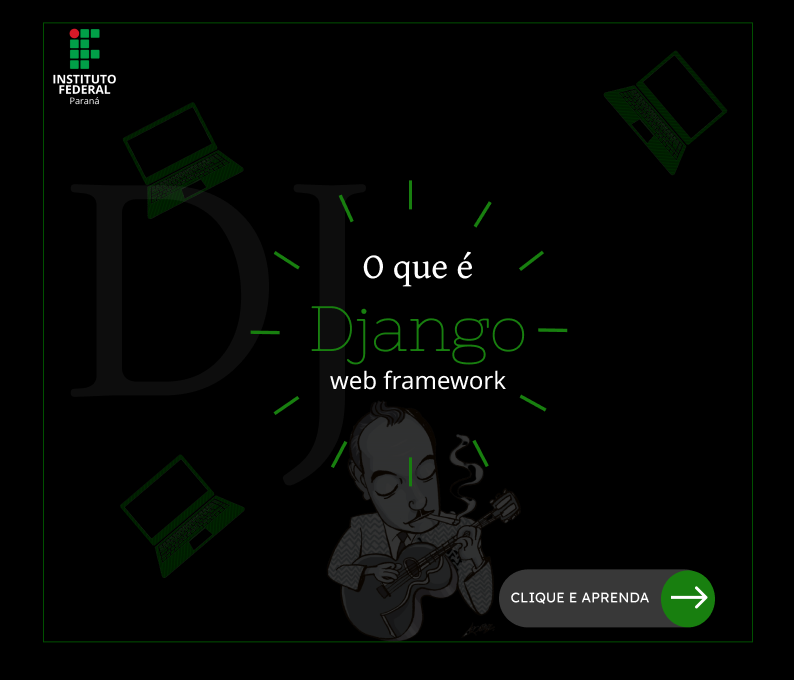 INSTITUTO
FEDERAL
Paraná
DJ
O que é
Django
web framework
CLIQUE E APRENDA